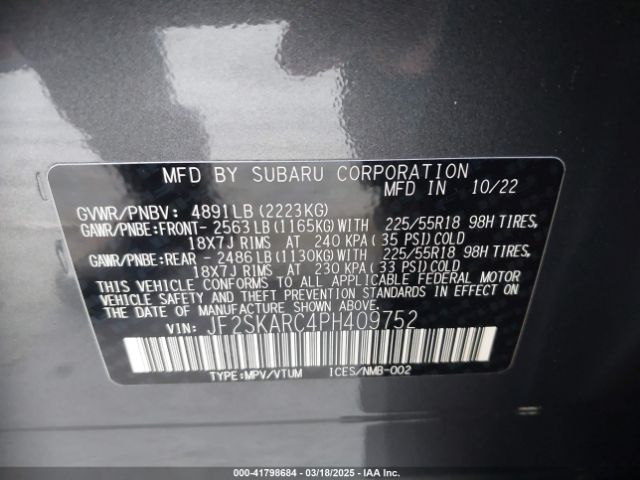 MFD BY SUBARU CORPORATION
MFD IN 10/22
GVWR/PNBV: 4891LB (2223KG)
GAWR/PNBE:FRONT- 2563LB (1165KG) WITH 225/55R18 98H TIRES,
18X7J RIMS AT 240 KPA( 35 PSI) COLD
GAWR/PNBE:REAR - 2486LB (1130KG) WITH 225/55R18 98H TIRES,
18X7J RIMS AT 230 KPA( 33 PSI) COLD
THIS VEHICLE CONFORMS TO ALL APPLICABLE FEDERAL MOTOR
VEHICLE SAFETY AND THEFT PREVENTION STANDARDS IN EFFECT ON
THE DATE OF MANUFACTURE SHOWN ABOVE.
VIN: JF2SKARC4PH409752
TYPE:MPV/VTUM ICES/NMB-002
000-41798684 — 03/18/2025 — IAAI.COM